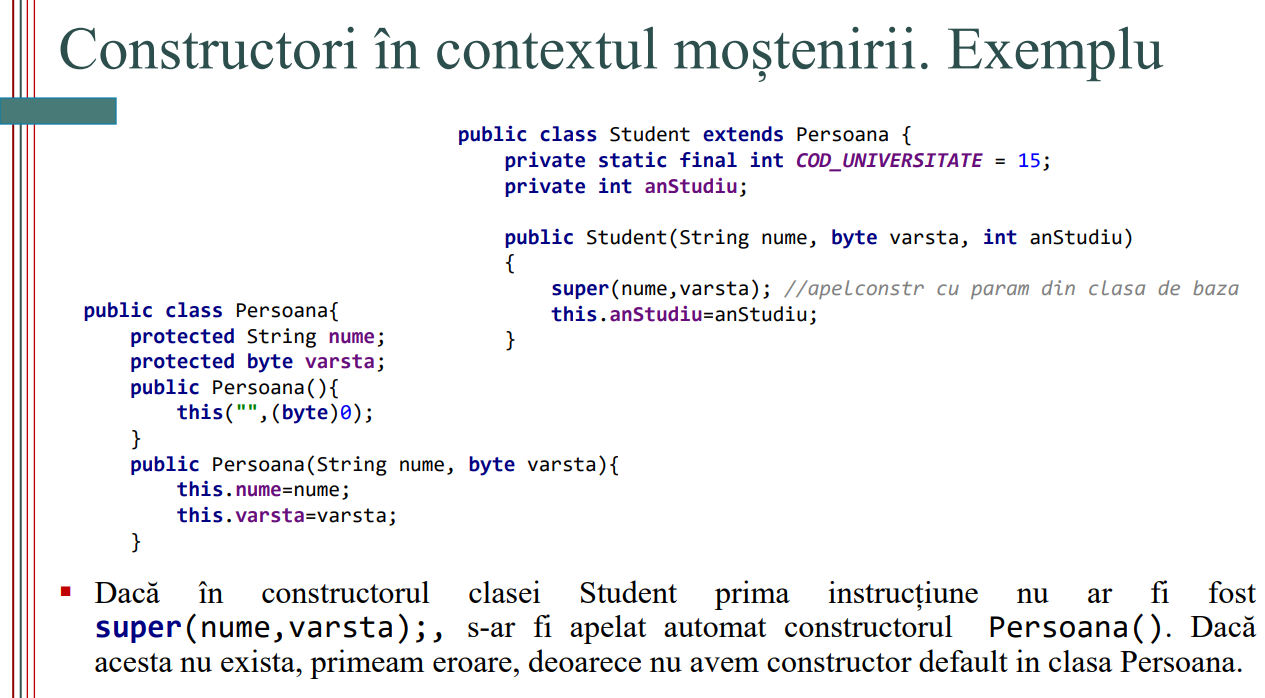 Constructori în contextul moștenirii. Exemplu
public class Student extends Persoana {
private static final int COD_UNIVERSITATE = 15;
private int anStudiu;
public Student(String nume, byte varsta, int anStudiu)
{
super(nume,varsta); //apelconstr cu param din clasa de baza
this.anStudiu=anStudiu;
}
public class Persoana{
protected String nume;
protected byte varsta;
public Persoana(){
this("",(byte)0);
}
public Persoana(String nume, byte varsta){
this.nume=nume;
this.varsta=varsta;
}
Dacă în constructorul clasei Student prima instrucțiune nu ar fi fost
super(nume,varsta);, s-ar fi apelat automat constructorul Persoana(). Dacă
acesta nu exista, primeam eroare, deoarece nu avem constructor default in clasa Persoana.